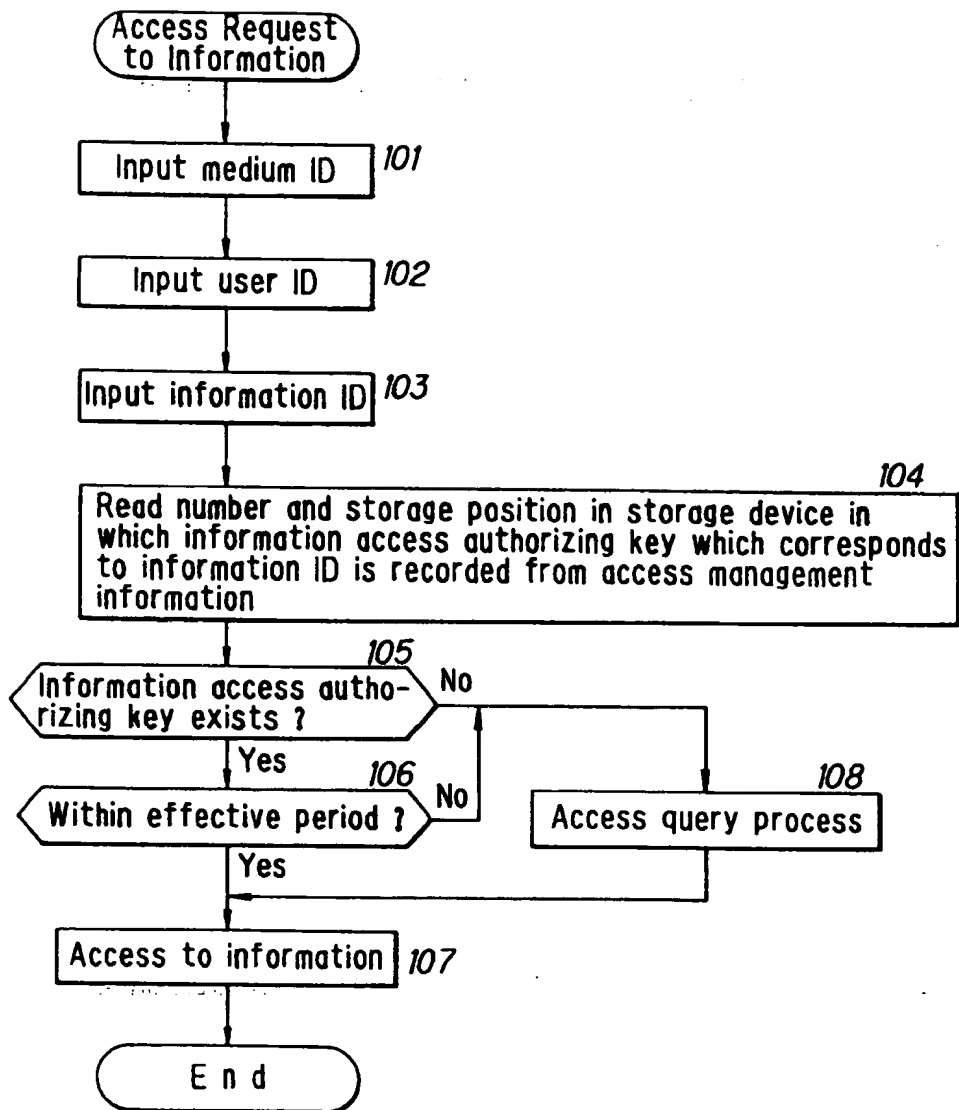 Access Request
to Information
Input medium ID 101
Input user ID 102
Input information ID 103
104
Read number and storage position in storage device in
which information access authorizing key which corresponds
to information ID is recorded from access management
information
105
Information access autho-
rizing key exists ?
No
Yes
106
Within effective period ?
No
108
Access query process
Yes
Access to information 107
End